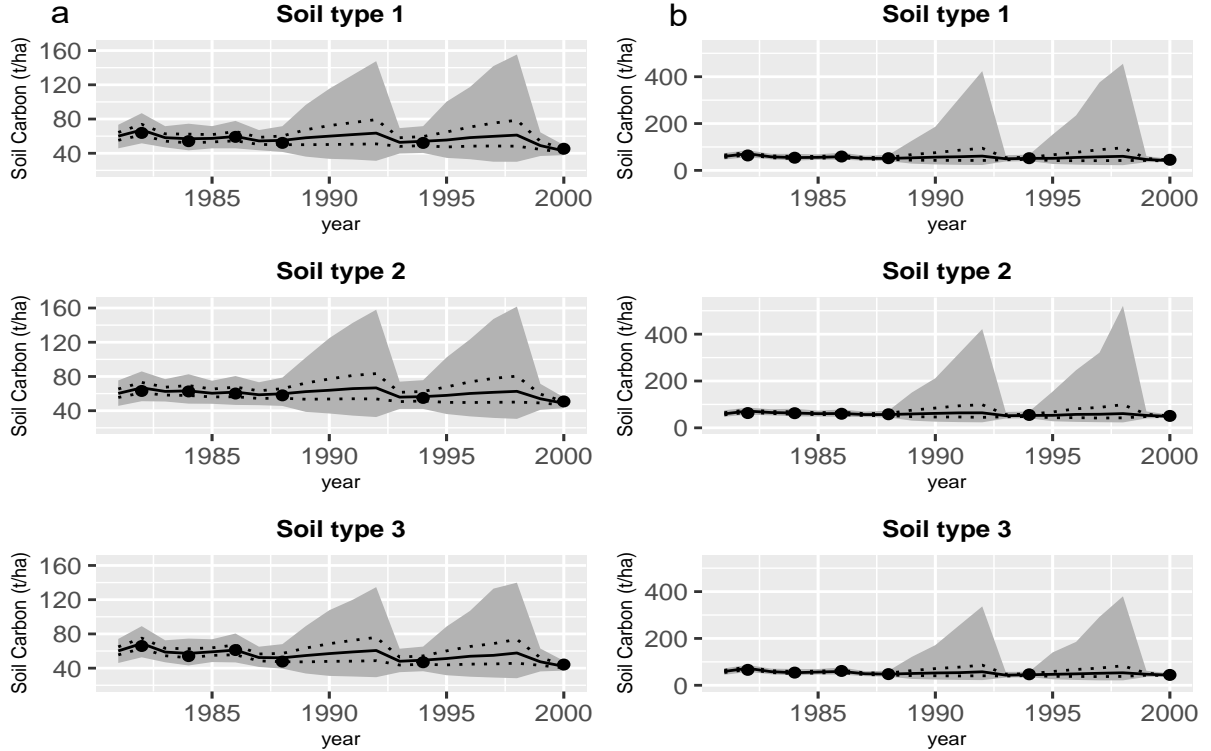 a
Soil type 1
Soil Carbon (t/ha)
160
120
80
40
1985 1990 1995 2000
year
Soil type 2
Soil Carbon (t/ha)
160
120
80
40
1985 1990 1995 2000
year
Soil type 3
Soil Carbon (t/ha)
160
120
80
40
1985 1990 1995 2000
year
b
Soil type 1
Soil Carbon (t/ha)
400
200
0
1985 1990 1995 2000
year
Soil type 2
Soil Carbon (t/ha)
400
200
0
1985 1990 1995 2000
year
Soil type 3
Soil Carbon (t/ha)
400
200
0
1985 1990 1995 2000
year